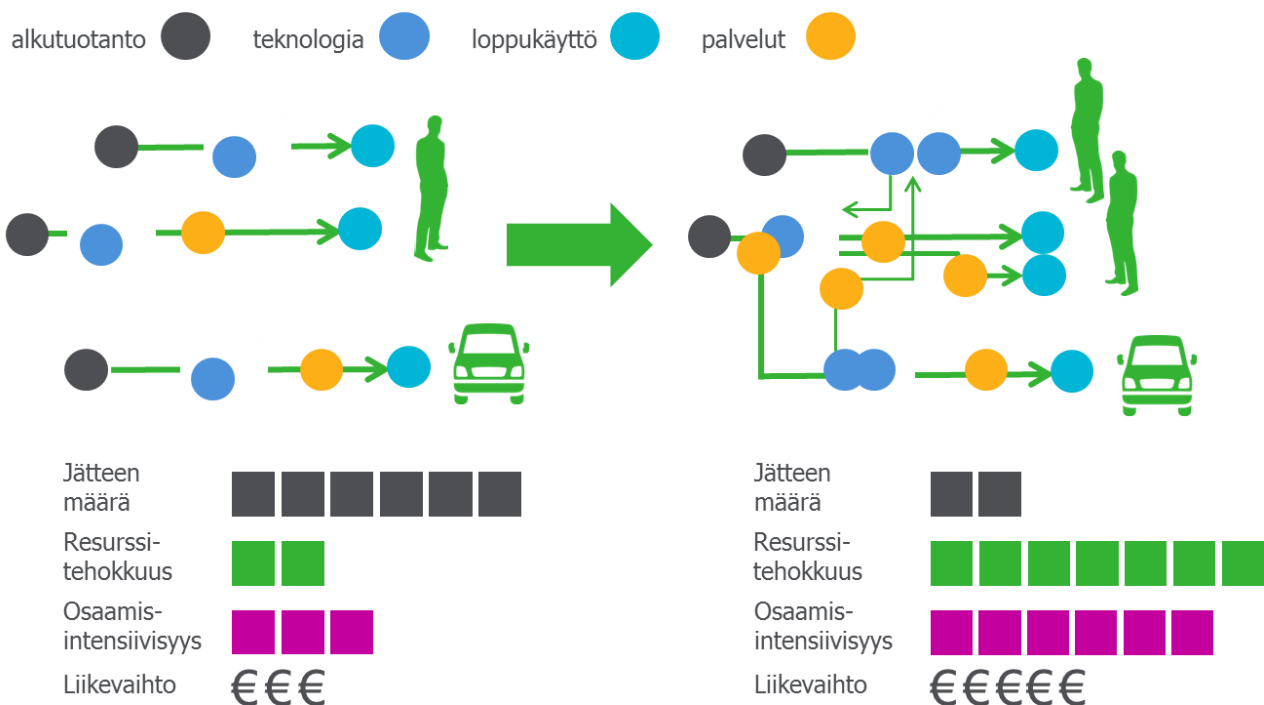 alkutuotanto teknologia loppukäyttö palvelut
Jätteen
määrä
Resurssi-
tehokkuus
Osaamis-
intensiivisyys
Liikevaihto €€€
Jätteen
määrä
Resurssi-
tehokkuus
Osaamis-
intensiivisyys
Liikevaihto €€€€€